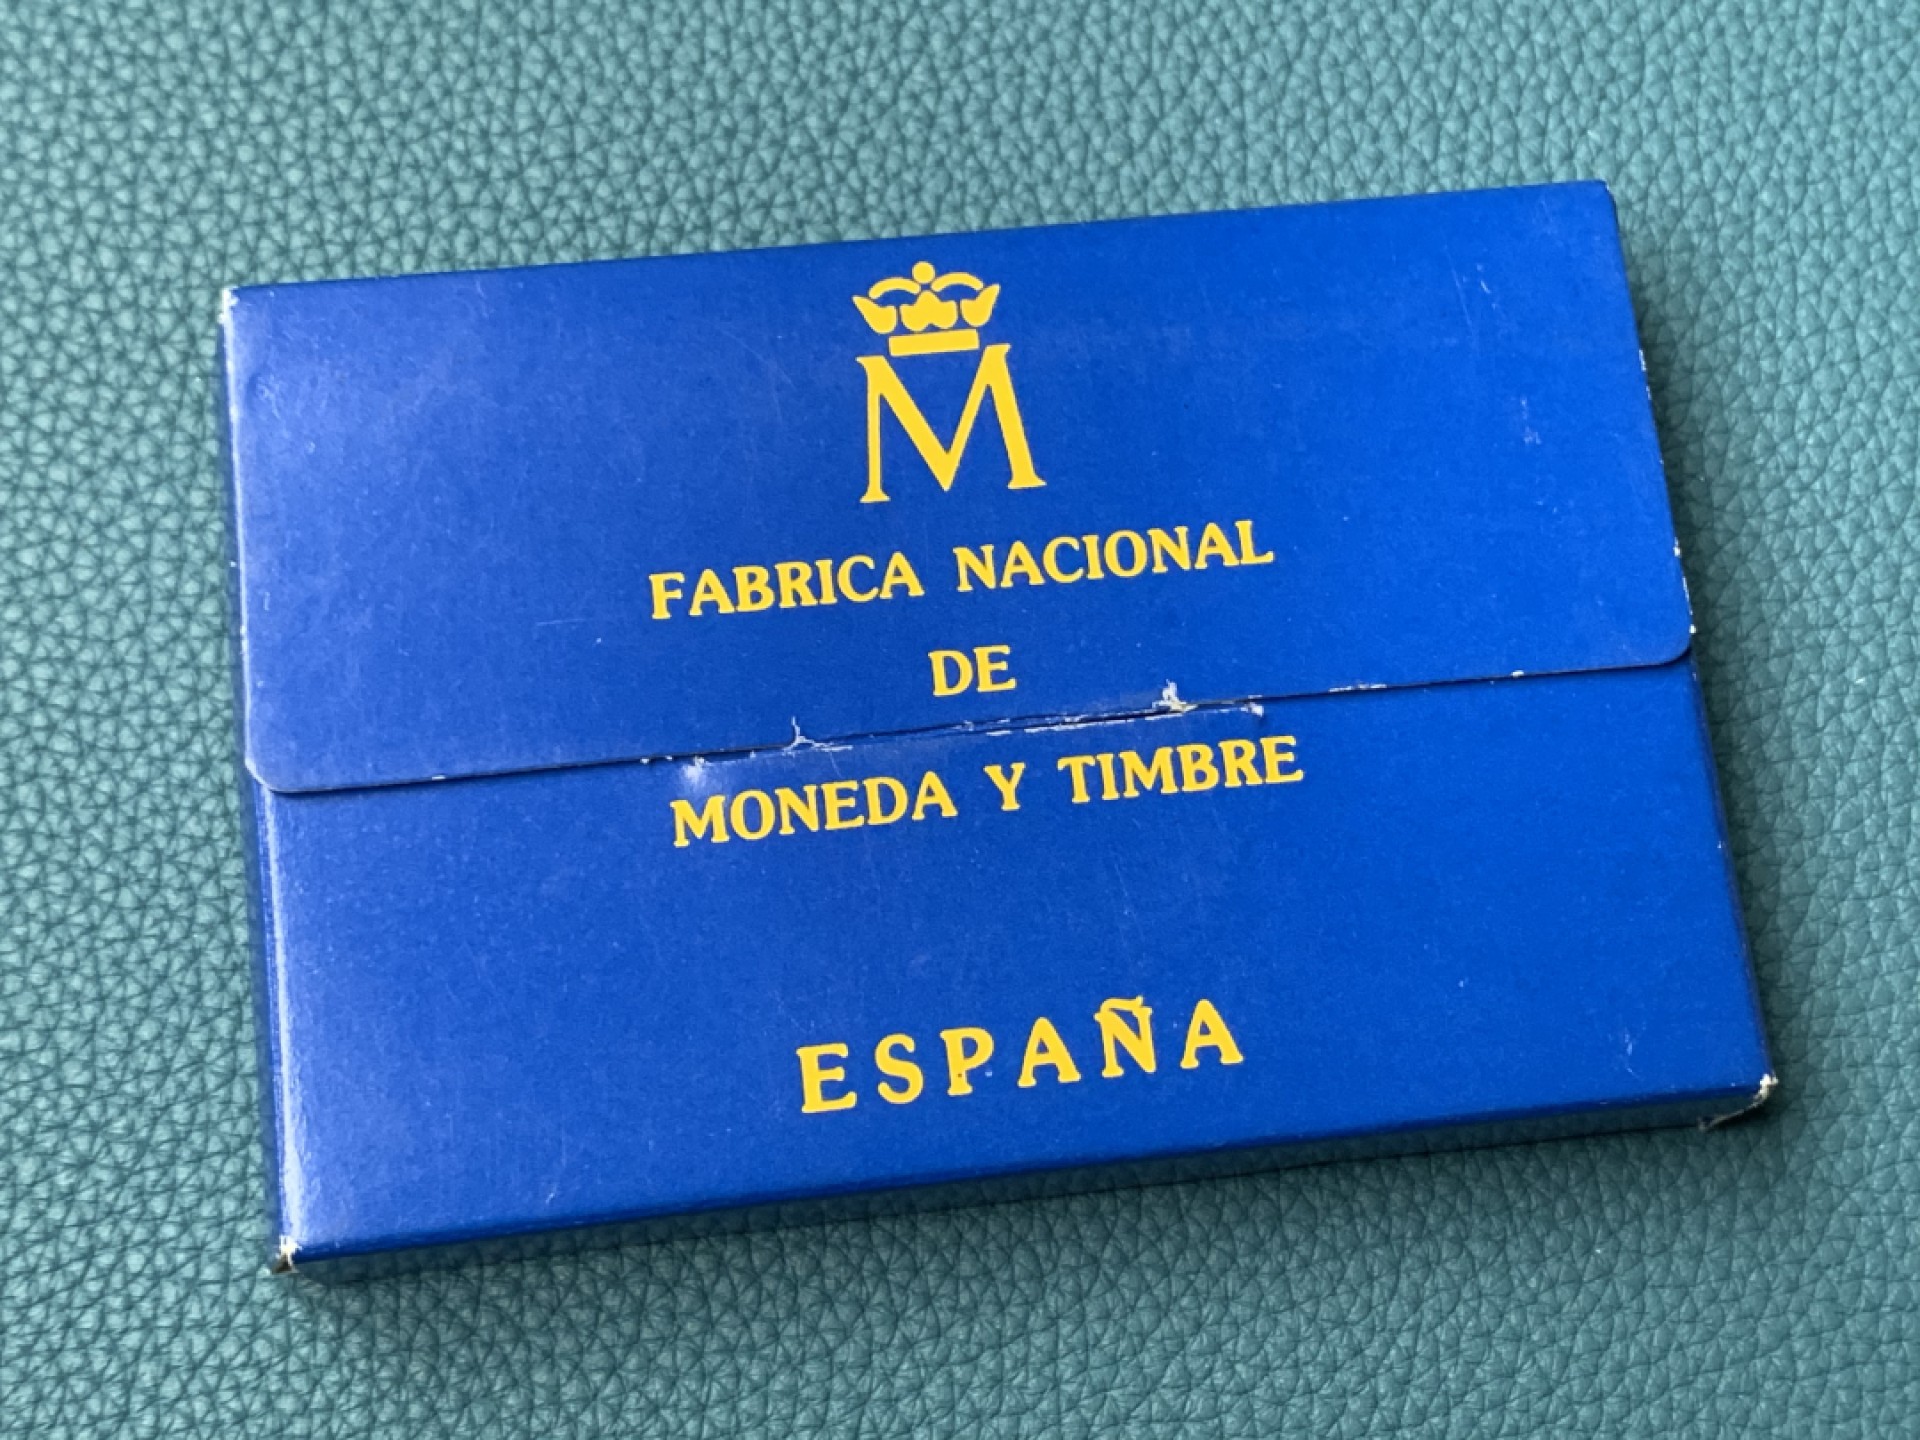 M
FABRICA NACIONAL
DE
MONEDA Y TIMBRE
ESPAÑA